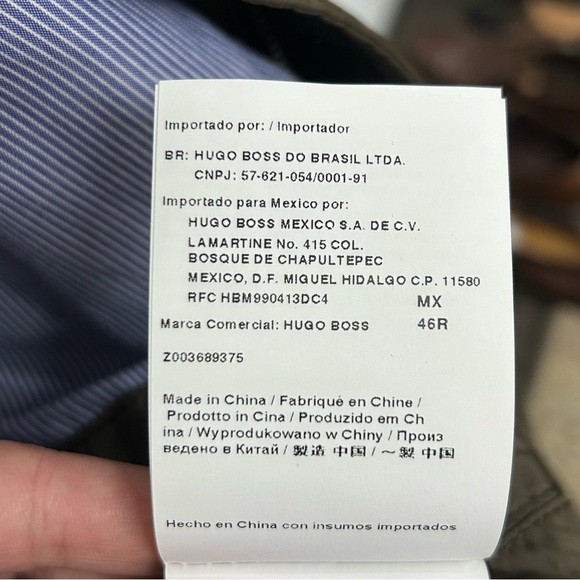 Importado por: / Importador
BR: HUGO BOSS DO BRASIL LTDA.
CNPJ: 57-621-054/0001-91
Importado para Mexico por:
HUGO BOSS MEXICO S.A. DE C.V.
LAMARTINE No. 415 COL.
BOSQUE DE CHAPULTEPEC
MEXICO, D.F. MIGUEL HIDALGO C.P. 11580
RFC HBM990413DC4 MX
Marca Comercial: HUGO BOSS 46R
Z003689375
Made in China / Fabriqué en Chine /
Prodotto in Cina / Produzido em Ch
ina / Wyprodukowano w Chiny / Произ
ведено в Китай / 製造 中国 / ～製 中国
Hecho en China con insumos importados